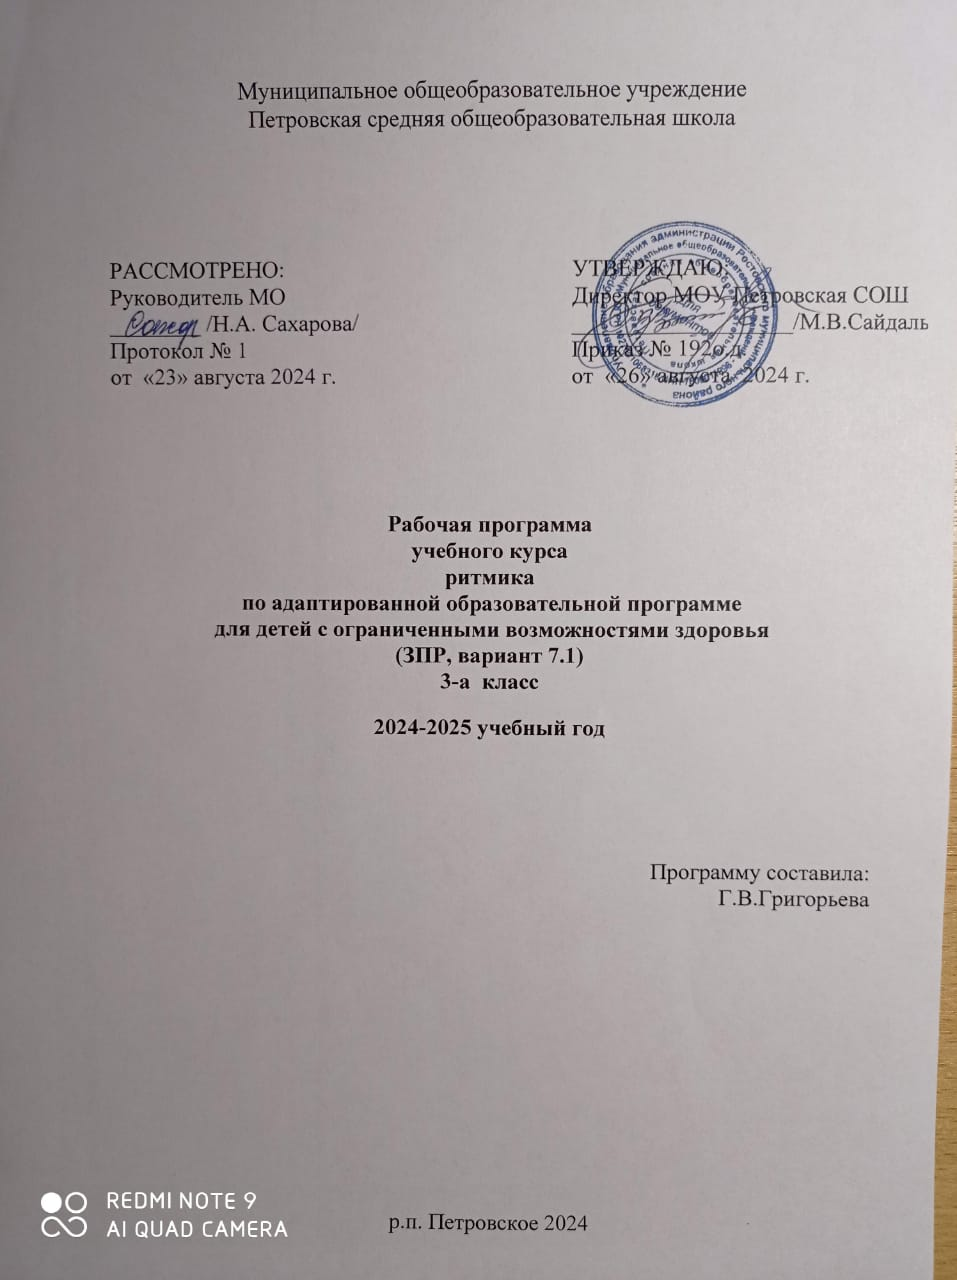 Муниципальное общеобразовательное учреждение
Петровская средняя общеобразовательная школа
РАССМОТРЕНО:
Руководитель МО
/Н.А. Сахарова/
Протокол № 1
от «23» августа 2024 г.
УТВЕРЖДАЮ:
Директор МОУ Петровская СОШ
/М.В.Сайдаль
Приказ № 192о.д.
от «26» августа 2024 г.
Для
документов
Рабочая программа
учебного курса
ритмика
по адаптированной образовательной программе
для детей с ограниченными возможностями здоровья
(ЗПР, вариант 7.1)
3-а класс
2024-2025 учебный год
Программу составила:
Г.В.Григорьева
р.п. Петровское 2024
REDMI NOTE 9
AI QUAD CAMERA